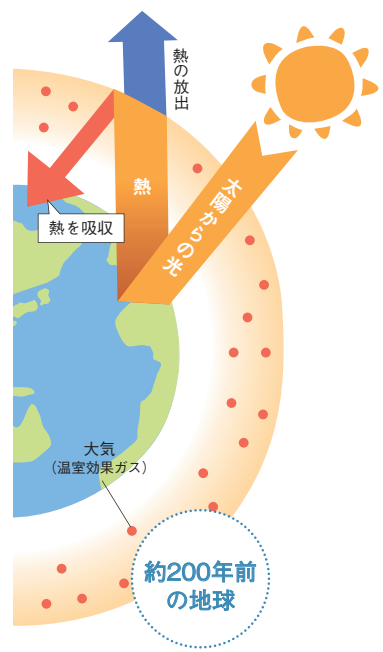 熱の放出
熱
太陽からの光
熱を吸収
大気
（温室効果ガス）
約200年前
の地球